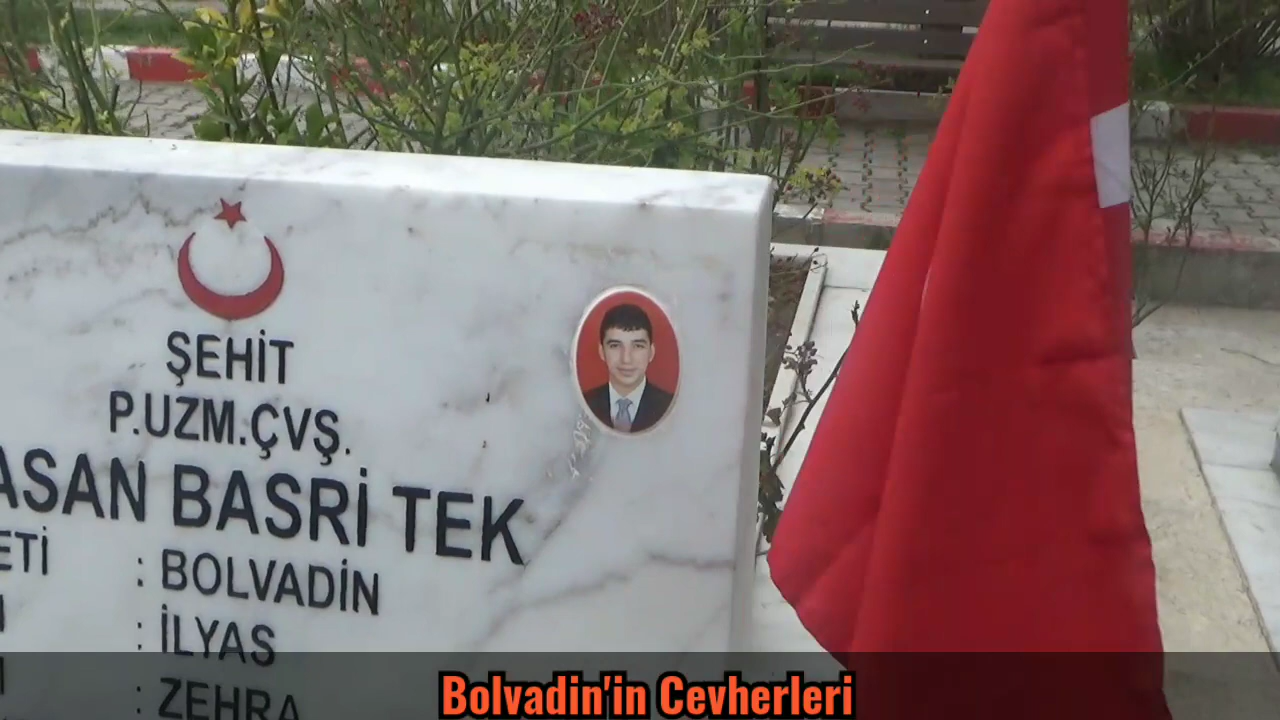 ŞEHİT
P.UZM.ÇVŞ.
ASAN BASRİ TEK
ETİ : BOLVADİN
: İLYAS
: ZEHRA
Bolvadin'in Cevherleri